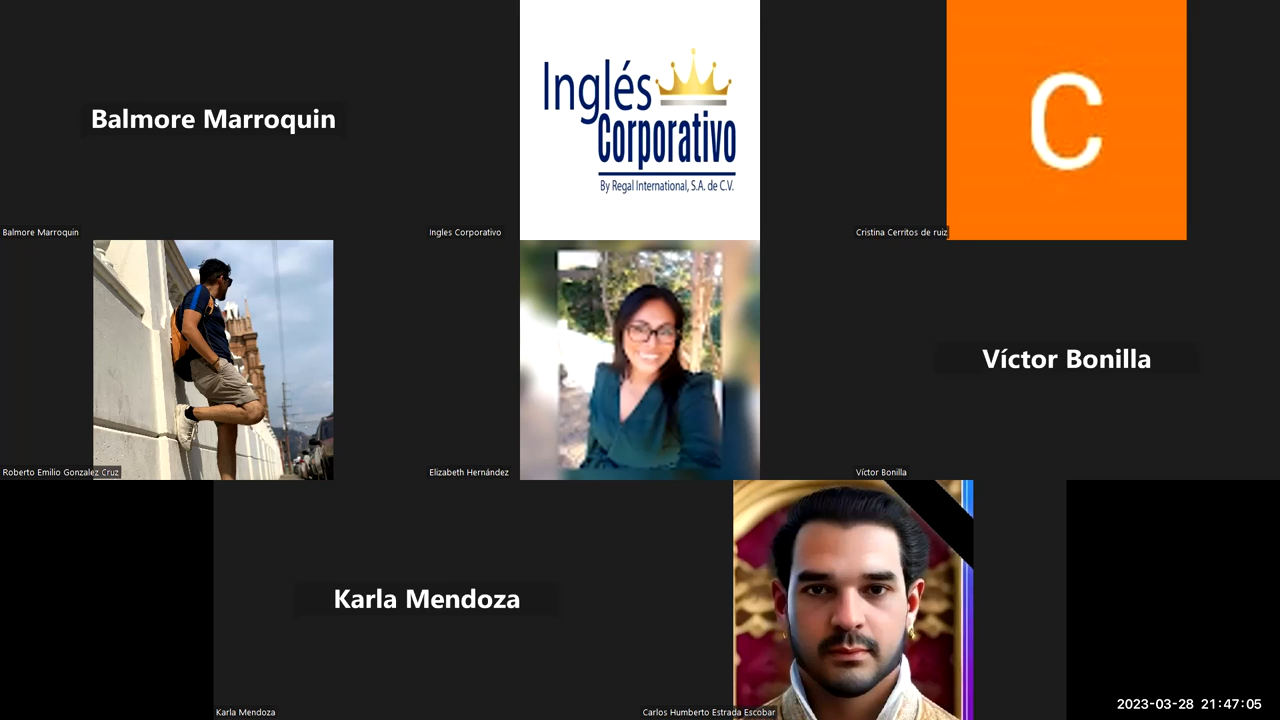 Balmore Marroquin
Balmore Marroquin
Inglés
Corporativo
By Regal International, S.A. de C.V.
Ingles Corporativo
C
Cristina Cerritos de ruiz
Roberto Emilio Gonzalez Cruz
Elizabeth Hernández
Víctor Bonilla
Víctor Bonilla
Karla Mendoza
Karla Mendoza
Carlos Humberto Estrada Escobar
2023-03-28 21:47:05